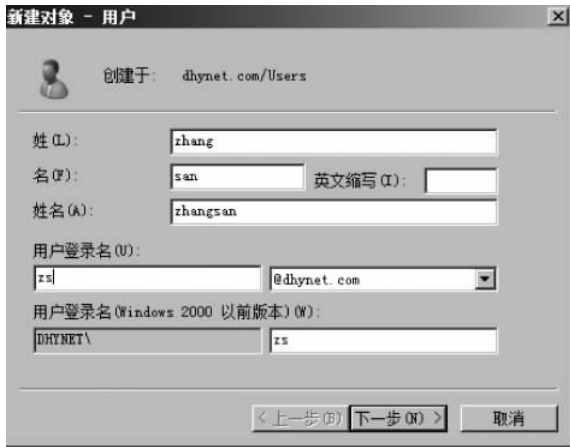 新建对象 - 用户
创建于: dhynet.com/Users
姓(L): zhang
名(F): san 英文缩写(I):
姓名(A): zhangsan
用户登录名(U):
zs @dhynet.com
用户登录名(Windows 2000 以前版本)(W):
DHYNET\ zs
< 上一步(B) 下一步(N) > 取消